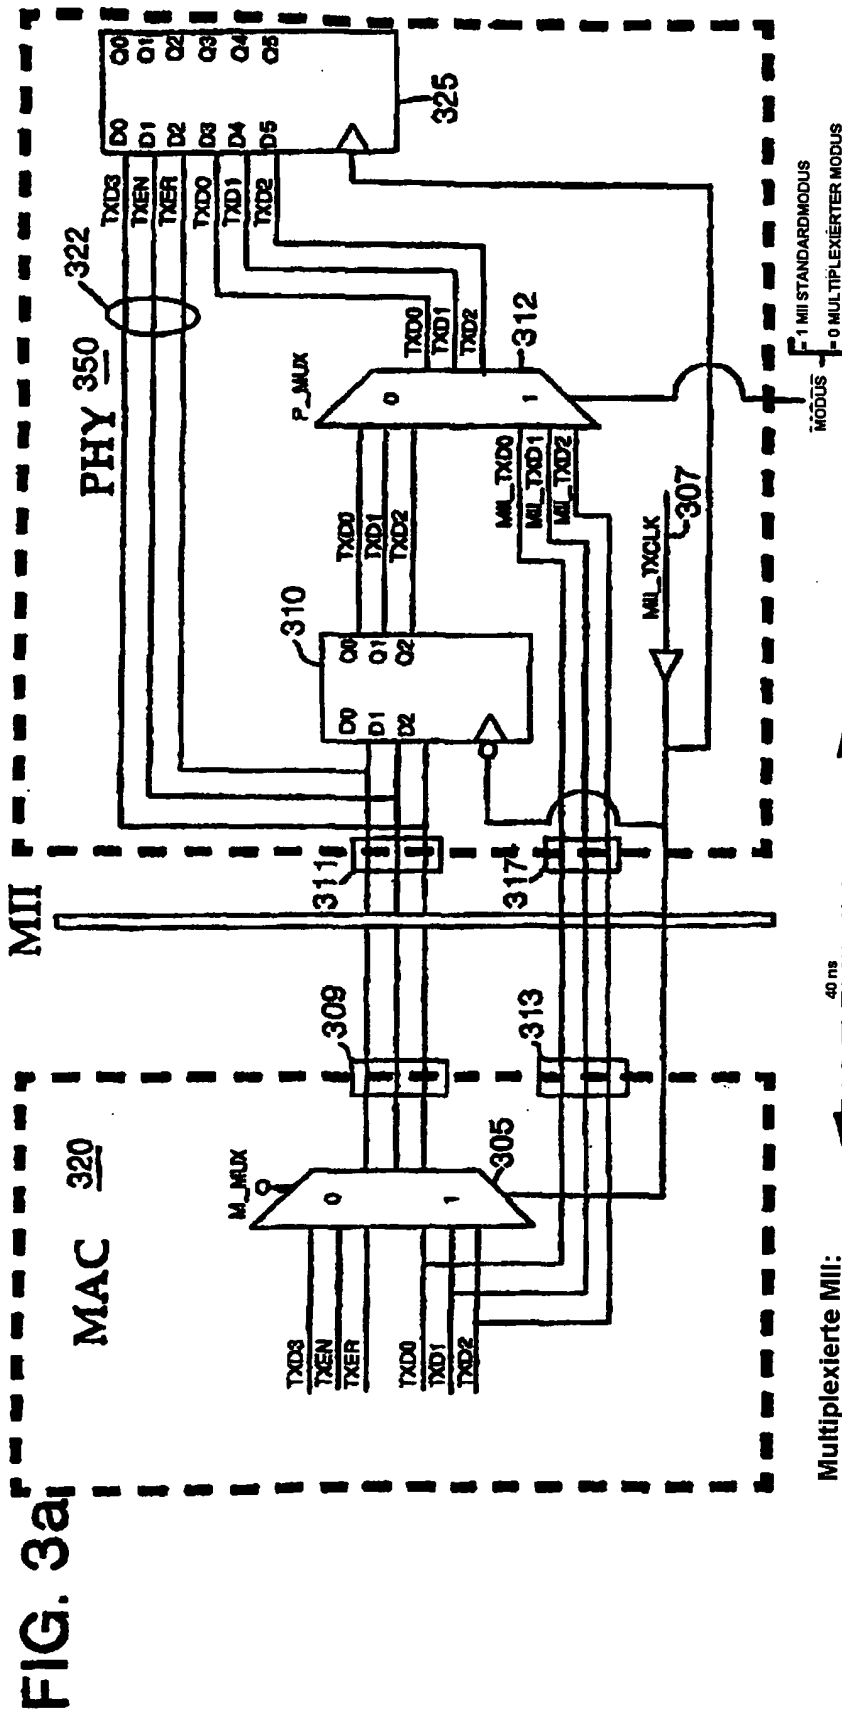 FIG. 3a
MAC 320
M_MUX
0
1
305
TXD3
TXEN
TXER
TXD0
TXD1
TXD2
309
313
MII
311
317
PHY 350
322
310
D0
D1
D2
Q0
Q1
Q2
TXD0
TXD1
TXD2
P_MUX
0
1
312
MII_TXD0
MII_TXD1
MII_TXD2
TXD0
TXD1
TXD2
MII_TXCLK
307
TXD3
TXEN
TXER
TXD0
TXD1
TXD2
D0
D1
D2
D3
D4
D5
Q0
Q1
Q2
Q3
Q4
Q5
325
MODUS
= 1 MII STANDARDMODUS
= 0 MULTIPLEXIERTER MODUS
Multiplexierte MII:
40 ns